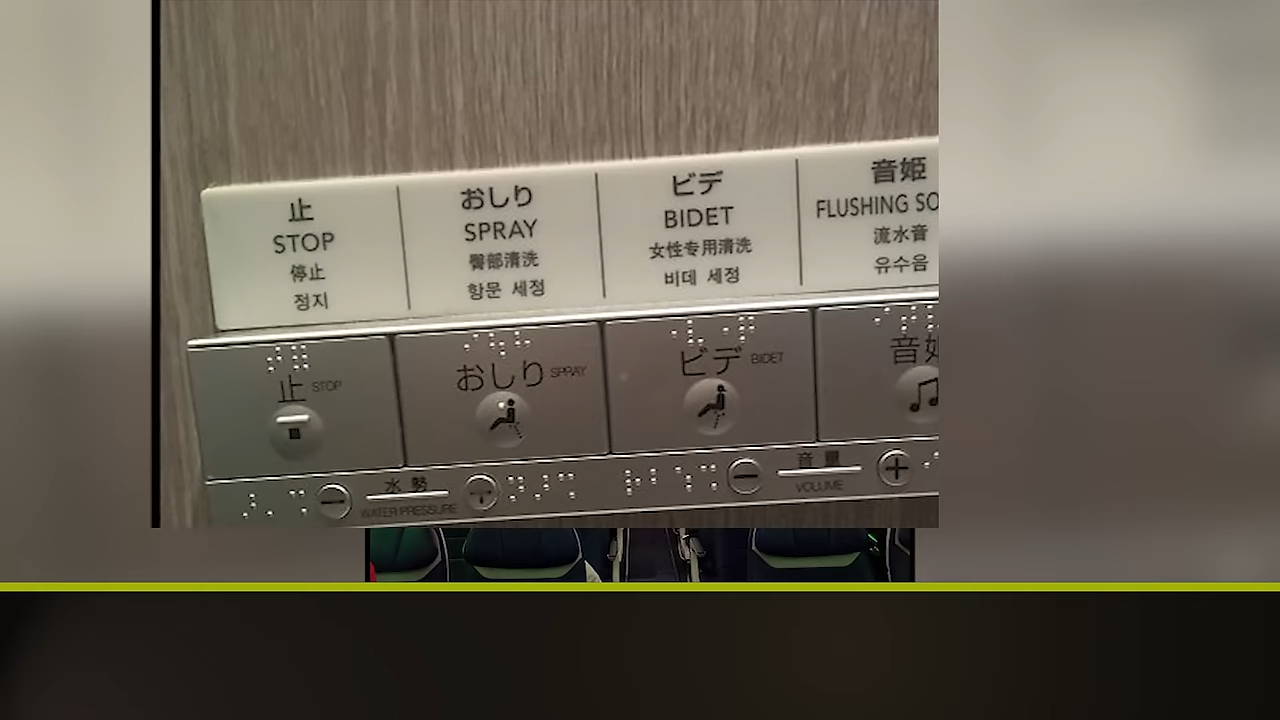 止
STOP
停止
정지
おしり
SPRAY
臀部清洗
항문 세정
ビデ
BIDET
女性专用清洗
비데 세정
音姫
FLUSHING SO
流水音
유수음
止 STOP
おしり SPRAY
ビデ BIDET
音姫
水勢
WATER PRESSURE
音量
VOLUME